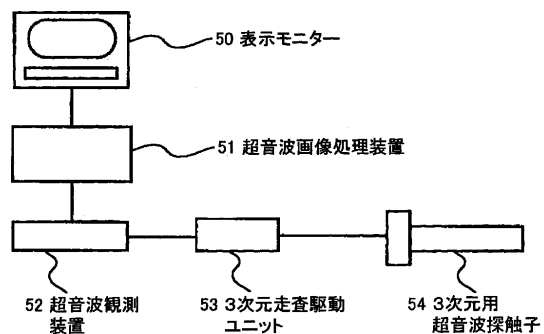 50 表示モニター
51 超音波画像処理装置
52 超音波観測
装置
53 3次元走査駆動
ユニット
54 3次元用
超音波探触子